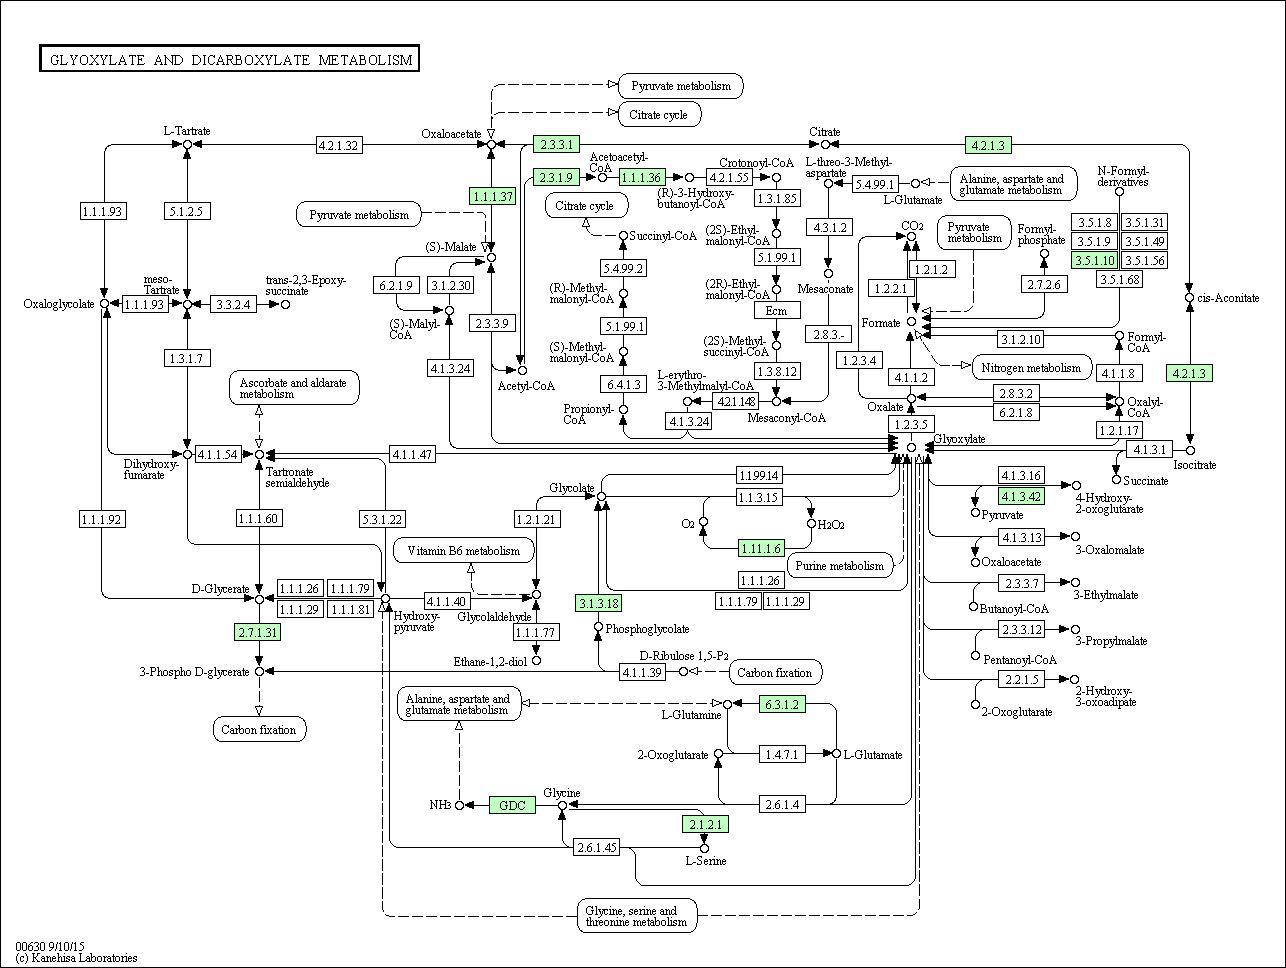 GLYOXYLATE AND DICARBOXYLATE METABOLISM
Pyruvate metabolism
Citrate cycle
L-Tartrate
4.2.1.32
Oxaloacetate
2.3.3.1
Citrate
4.2.1.3
Acetoacetyl-
CoA
2.3.1.9
1.1.1.36
Crotonoyl-CoA
4.2.1.55
(R)-3-Hydroxy-
butanoyl-CoA
L-threo-3-Methyl-
aspartate
5.4.99.1
L-Glutamate
Alanine, aspartate and
glutamate metabolism
N-Formyl-
derivatives
1.1.1.37
1.3.1.85
1.1.1.93
5.1.2.5
Pyruvate metabolism
Citrate cycle
4.3.1.2
CO2
Pyruvate
metabolism
Formyl-
phosphate
3.5.1.8
3.5.1.31
3.5.1.9
3.5.1.49
3.5.1.10
3.5.1.56
3.5.1.68
(S)-Malate
Succinyl-CoA
(2S)-Ethyl-
malonyl-CoA
5.4.99.2
5.1.99.1
1.2.1.2
1.2.2.1
2.7.2.6
meso-
Tartrate
trans-2,3-Epoxy-
succinate
6.2.1.9
3.1.2.30
(R)-Methyl-
malonyl-CoA
(2R)-Ethyl-
malonyl-CoA
Mesaconate
Oxaloglycolate
1.1.1.93
3.3.2.4
cis-Aconitate
(S)-Malyl-
CoA
2.3.3.9
5.1.99.1
Ecm
Formate
2.8.3.-
3.1.2.10
Formyl-
CoA
1.3.1.7
(S)-Methyl-
malonyl-CoA
(2S)-Methyl-
succinyl-CoA
1.2.3.4
Nitrogen metabolism
4.1.3.24
Acetyl-CoA
6.4.1.3
L-erythro-
3-Methylmalyl-CoA
1.3.8.12
4.1.1.2
4.1.1.8
4.2.1.3
Ascorbate and aldarate
metabolism
4.2.1.148
2.8.3.2
Oxalate
6.2.1.8
Oxalyl-
CoA
Propionyl-
CoA
4.1.3.24
Mesaconyl-CoA
1.2.3.5
1.2.1.17
Glyoxylate
4.1.1.54
4.1.1.47
4.1.3.1
Isocitrate
Dihydroxy-
fumarate
Tartronate
semialdehyde
Succinate
Glycolate
1.1.99.14
1.1.3.15
4.1.3.16
4.1.3.42
4-Hydroxy-
2-oxoglutarate
Pyruvate
1.1.1.92
1.1.1.60
5.3.1.22
1.2.1.21
O2
H2O2
1.11.1.6
4.1.3.13
3-Oxalomalate
Oxaloacetate
Vitamin B6 metabolism
Purine metabolism
2.3.3.7
3-Ethylmalate
Butanoyl-CoA
D-Glycerate
1.1.1.26
1.1.1.79
1.1.1.29
1.1.1.81
4.1.1.40
Hydroxy-
pyruvate
Glycolaldehyde
3.1.3.18
1.1.1.26
1.1.1.79
1.1.1.29
2.7.1.31
1.1.1.77
Phosphoglycolate
2.3.3.12
3-Propylmalate
Pentanoyl-CoA
Ethane-1,2-diol
D-Ribulose 1,5-P2
3-Phospho D-glycerate
4.1.1.39
Carbon fixation
2.2.1.5
2-Hydroxy-
3-oxoadipate
2-Oxoglutarate
Carbon fixation
Alanine, aspartate and
glutamate metabolism
L-Glutamine
6.3.1.2
2-Oxoglutarate
1.4.7.1
L-Glutamate
NH3
GDC
Glycine
2.6.1.4
2.1.2.1
2.6.1.45
L-Serine
Glycine, serine and
threonine metabolism
00630 9/10/15
(c) Kanehisa Laboratories